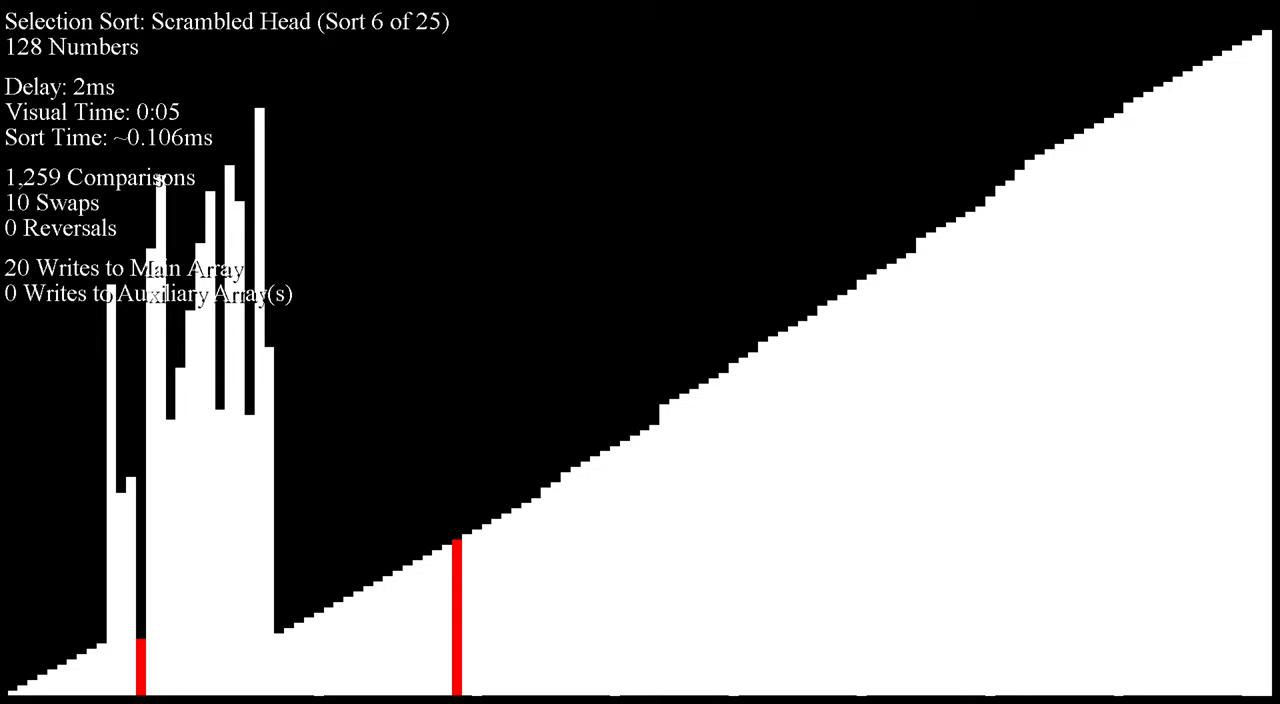 Selection Sort: Scrambled Head (Sort 6 of 25)
128 Numbers
Delay: 2ms
Visual Time: 0:05
Sort Time: ~0.106ms
1,259 Comparisons
10 Swaps
0 Reversals
20 Writes to Main Array
0 Writes to Auxiliary Array(s)